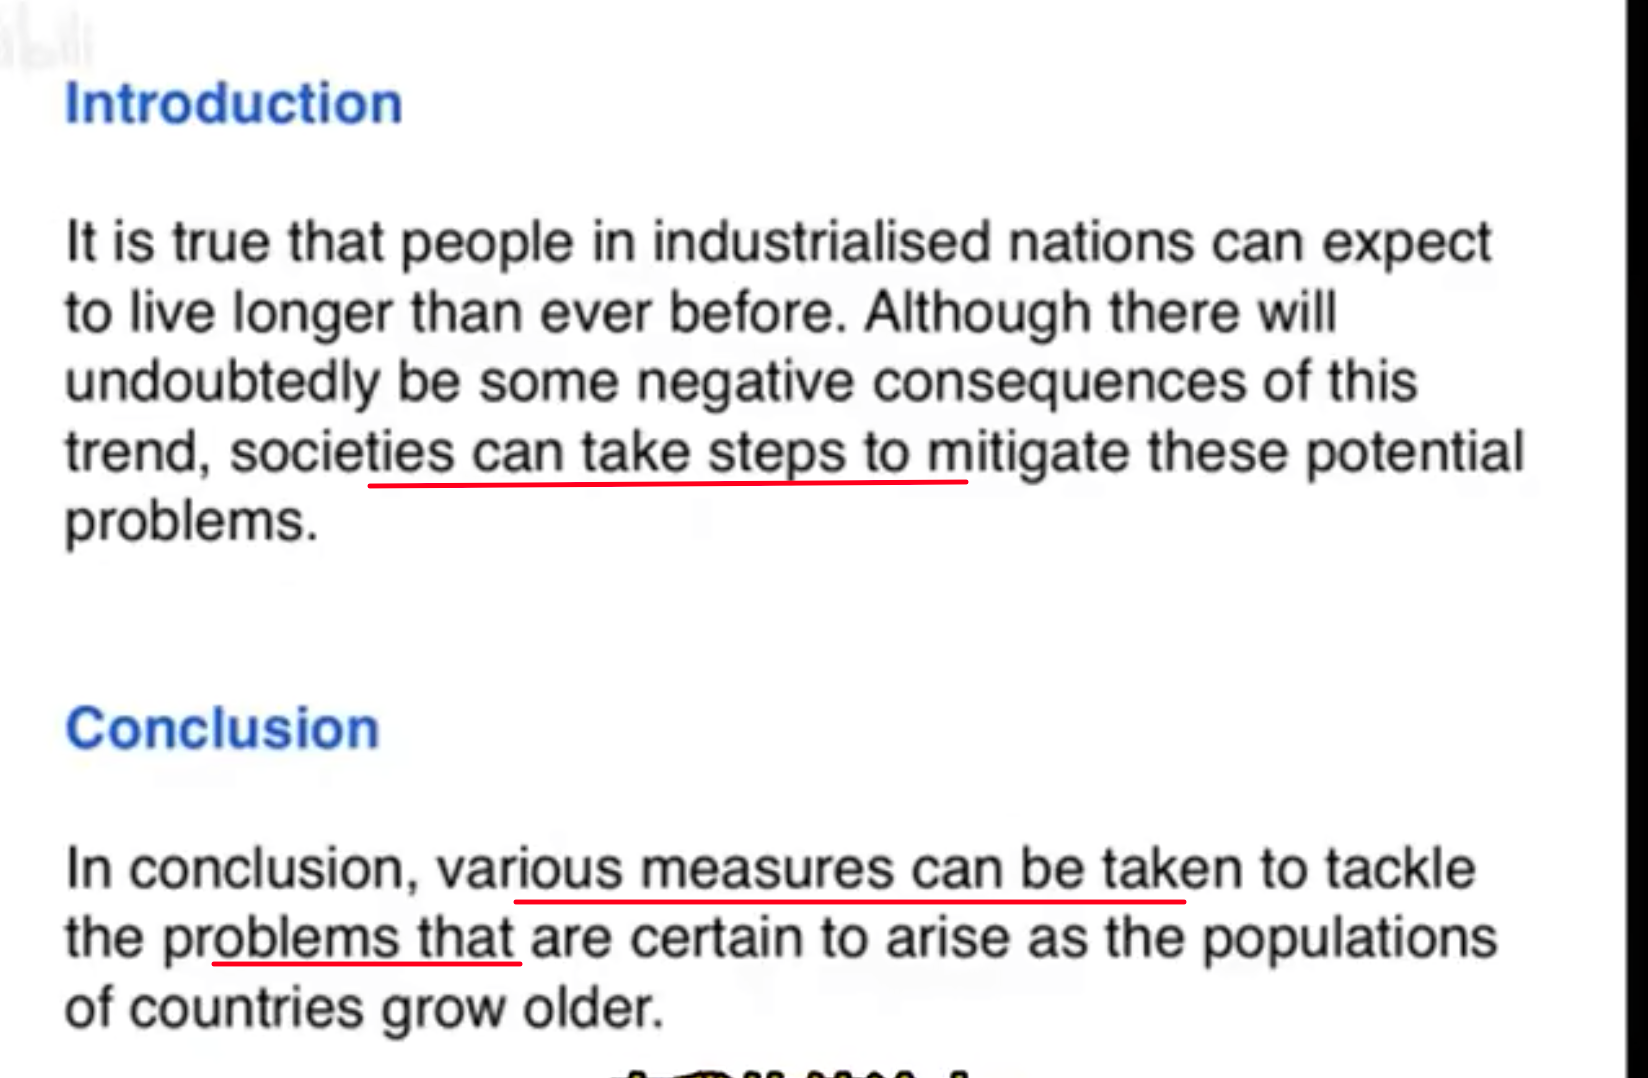 Introduction
It is true that people in industrialised nations can expect
to live longer than ever before. Although there will
undoubtedly be some negative consequences of this
trend, societies can take steps to mitigate these potential
problems.
Conclusion
In conclusion, various measures can be taken to tackle
the problems that are certain to arise as the populations
of countries grow older.